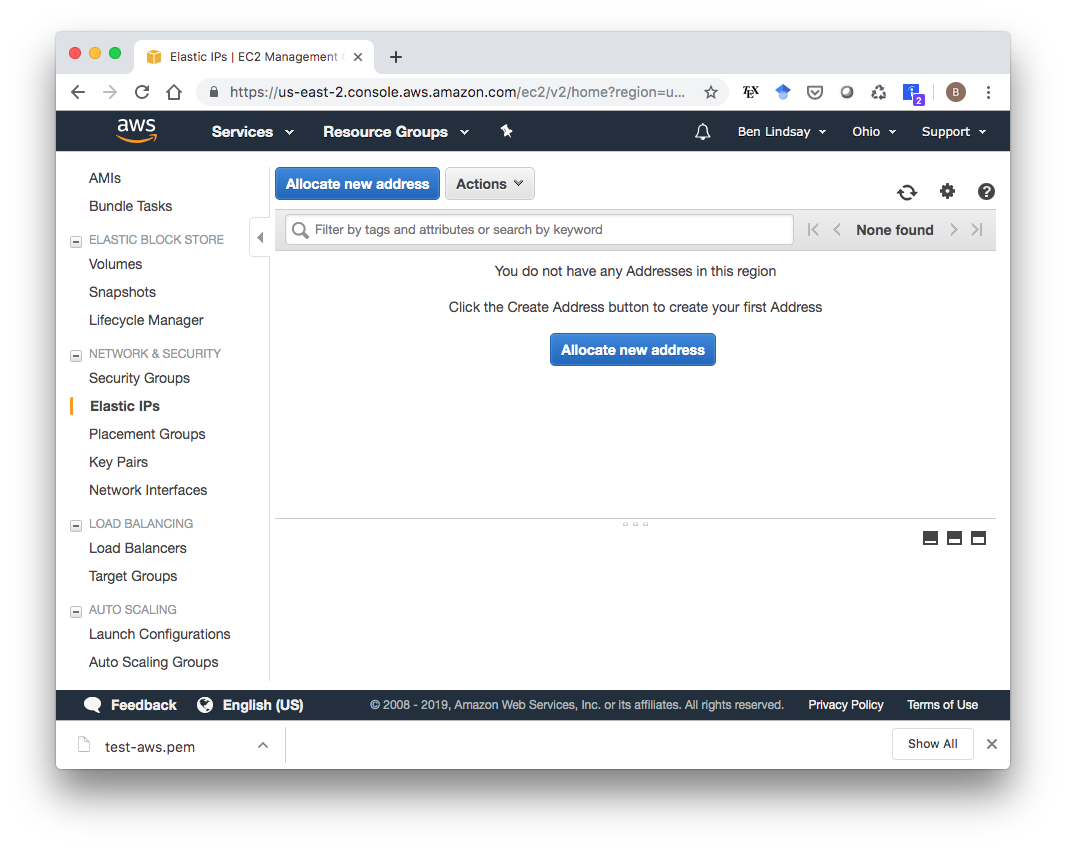 Elastic IPs | EC2 Management
https://us-east-2.console.aws.amazon.com/ec2/v2/home?region=u...
TEX
2
B
aws
Services
Resource Groups
Ben Lindsay
Ohio
Support
AMIs
Bundle Tasks
ELASTIC BLOCK STORE
Volumes
Snapshots
Lifecycle Manager
NETWORK & SECURITY
Security Groups
Elastic IPs
Placement Groups
Key Pairs
Network Interfaces
LOAD BALANCING
Load Balancers
Target Groups
AUTO SCALING
Launch Configurations
Auto Scaling Groups
Allocate new address
Actions
Filter by tags and attributes or search by keyword
None found
You do not have any Addresses in this region
Click the Create Address button to create your first Address
Allocate new address
Feedback
English (US)
© 2008 - 2019, Amazon Web Services, Inc. or its affiliates. All rights reserved.
Privacy Policy
Terms of Use
test-aws.pem
Show All